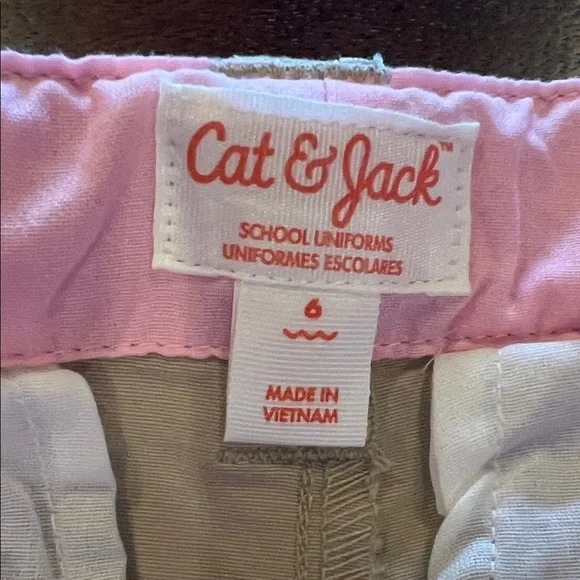 Cat & Jack™
SCHOOL UNIFORMS
UNIFORMES ESCOLARES
6
MADE IN
VIETNAM